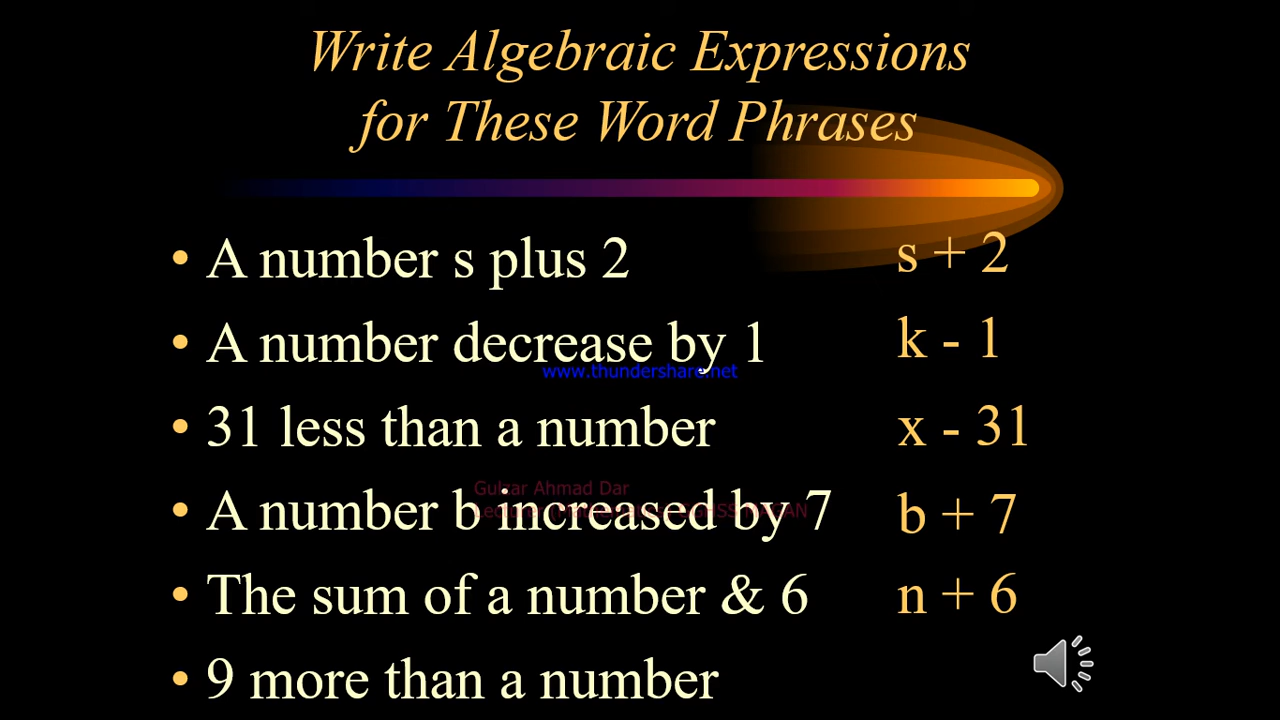 Write Algebraic Expressions
for These Word Phrases
• A number s plus 2 s + 2
• A number decrease by 1 k - 1
www.thundershare.net
• 31 less than a number x - 31
Gulzar Ahmad Dar
• A number b increased by 7 b + 7
• The sum of a number & 6 n + 6
• 9 more than a number